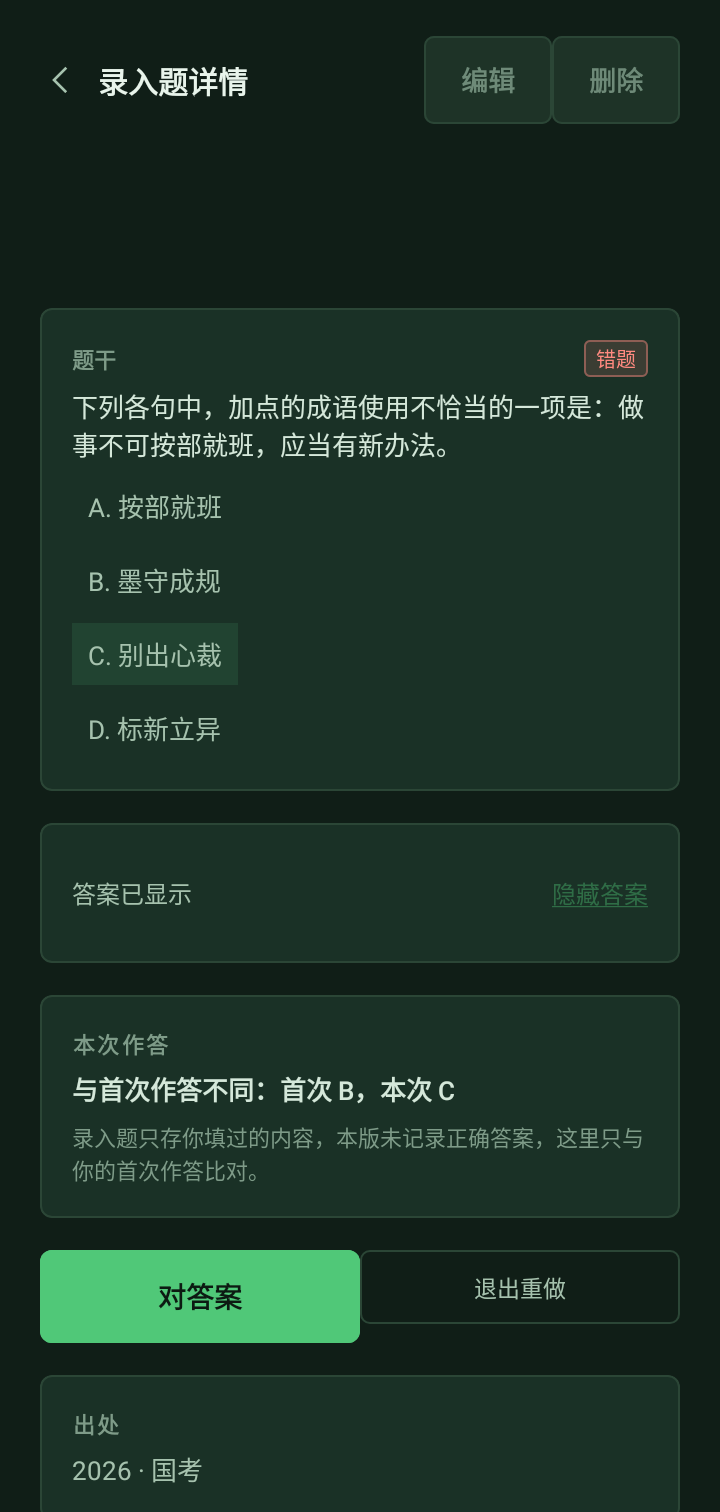 录入题详情
编辑
删除
题干
错题
下列各句中，加点的成语使用不恰当的一项是：做
事不可按部就班，应当有新办法。
A. 按部就班
B. 墨守成规
C. 别出心裁
D. 标新立异
答案已显示
隐藏答案
本次作答
与首次作答不同：首次 B，本次 C
录入题只存你填过的内容，本版未记录正确答案，这里只与
你的首次作答比对。
对答案
退出重做
出处
2026 · 国考